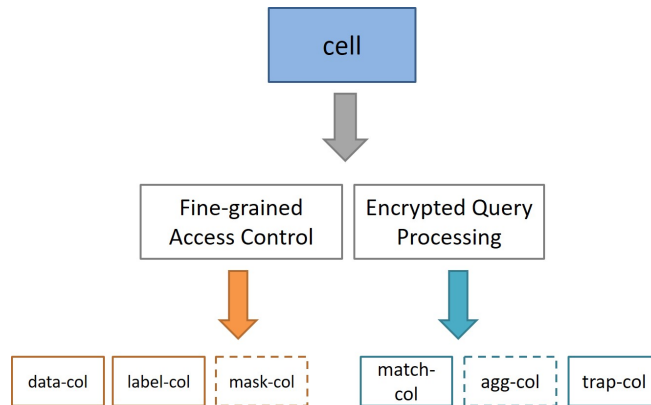 cell
Fine-grained
Access Control
Encrypted Query
Processing
data-col
label-col
mask-col
match-
col
agg-col
trap-col